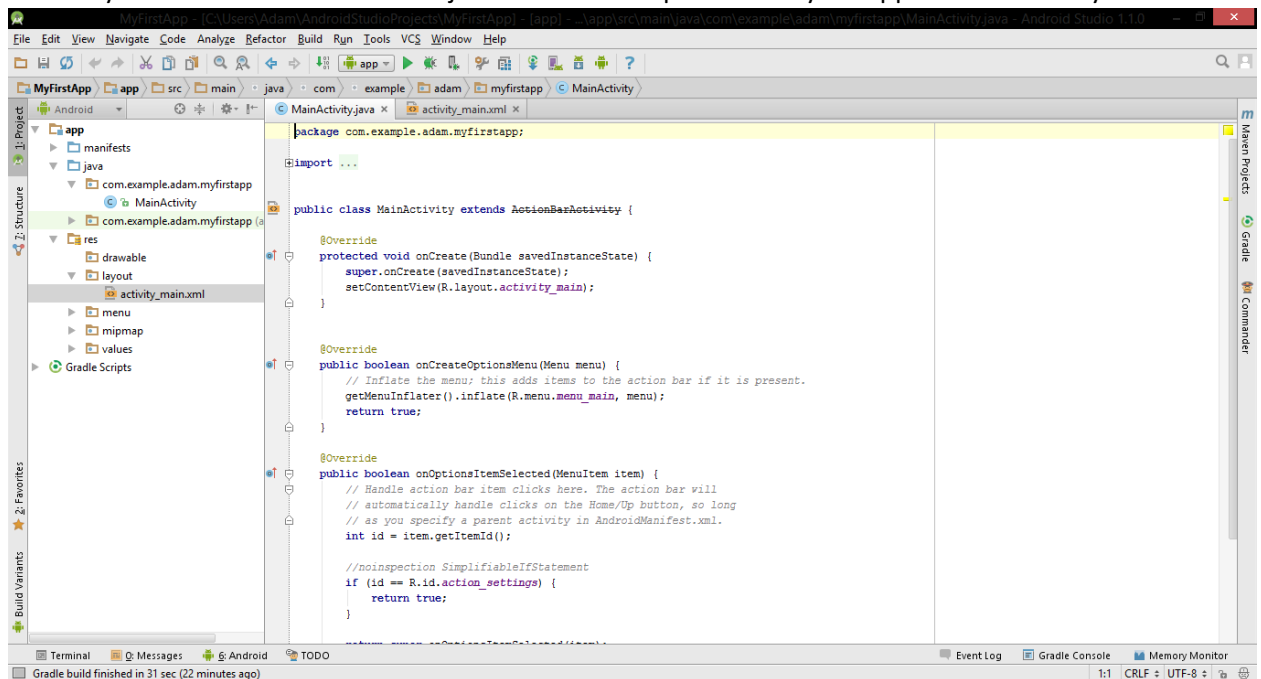 MyFirstApp - [C:\Users\Adam\AndroidStudioProjects\MyFirstApp] - [app] - ...\app\src\main\java\com\example\adam\myfirstapp\MainActivity.java - Android Studio 1.1.0
File Edit View Navigate Code Analyze Refactor Build Run Tools VCS Window Help
app
MyFirstApp app src main java com example adam myfirstapp MainActivity
1: Project
Android
MainActivity.java × activity_main.xml ×
app
manifests
java
com.example.adam.myfirstapp
MainActivity
com.example.adam.myfirstapp (a
res
drawable
layout
activity_main.xml
menu
mipmap
values
Gradle Scripts
7: Structure
2: Favorites
Build Variants
package com.example.adam.myfirstapp;
import ...
public class MainActivity extends ActionBarActivity {
@Override
protected void onCreate(Bundle savedInstanceState) {
super.onCreate(savedInstanceState);
setContentView(R.layout.activity_main);
}
@Override
public boolean onCreateOptionsMenu(Menu menu) {
// Inflate the menu; this adds items to the action bar if it is present.
getMenuInflater().inflate(R.menu.menu_main, menu);
return true;
}
@Override
public boolean onOptionsItemSelected(MenuItem item) {
// Handle action bar item clicks here. The action bar will
// automatically handle clicks on the Home/Up button, so long
// as you specify a parent activity in AndroidManifest.xml.
int id = item.getItemId();
//noinspection SimplifiableIfStatement
if (id == R.id.action_settings) {
return true;
}
return super.onOptionsItemSelected(item);
m Maven Projects
Gradle
Commander
Terminal 0: Messages 6: Android TODO Event Log Gradle Console Memory Monitor
Gradle build finished in 31 sec (22 minutes ago) 1:1 CRLF UTF-8